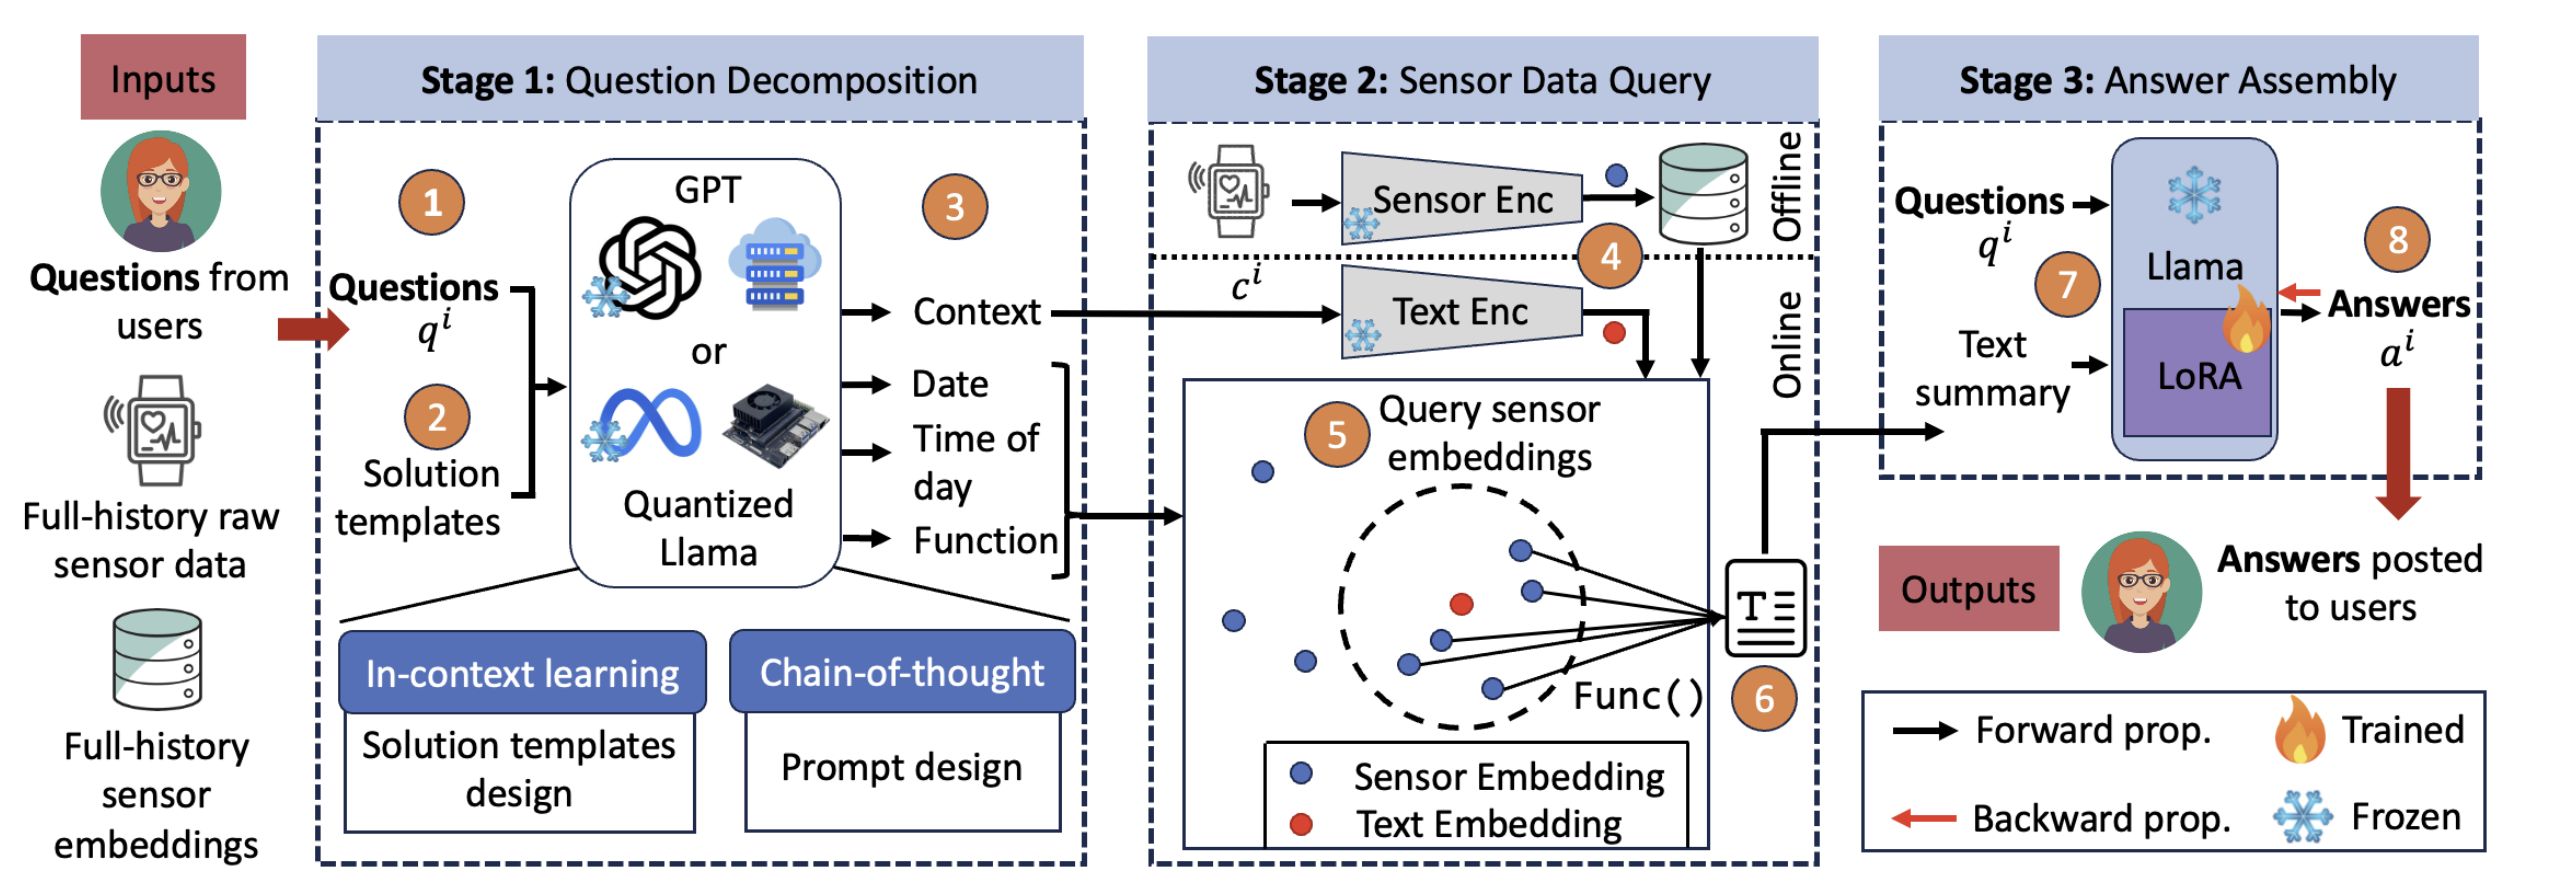 Inputs
Questions from
users
Full-history raw
sensor data
Full-history
sensor
embeddings
Stage 1: Question Decomposition
1
Questions
q^i
2
Solution
templates
GPT
or
Quantized
Llama
3
Context
Date
Time of
day
Function
In-context learning
Solution templates
design
Chain-of-thought
Prompt design
Stage 2: Sensor Data Query
Sensor Enc
Offline
4
c^i
Text Enc
Online
5
Query sensor
embeddings
Func()
T
6
Sensor Embedding
Text Embedding
Stage 3: Answer Assembly
Questions
q^i
7
Text
summary
Llama
LoRA
8
Answers
a^i
Outputs
Answers posted
to users
Forward prop.
Trained
Backward prop.
Frozen